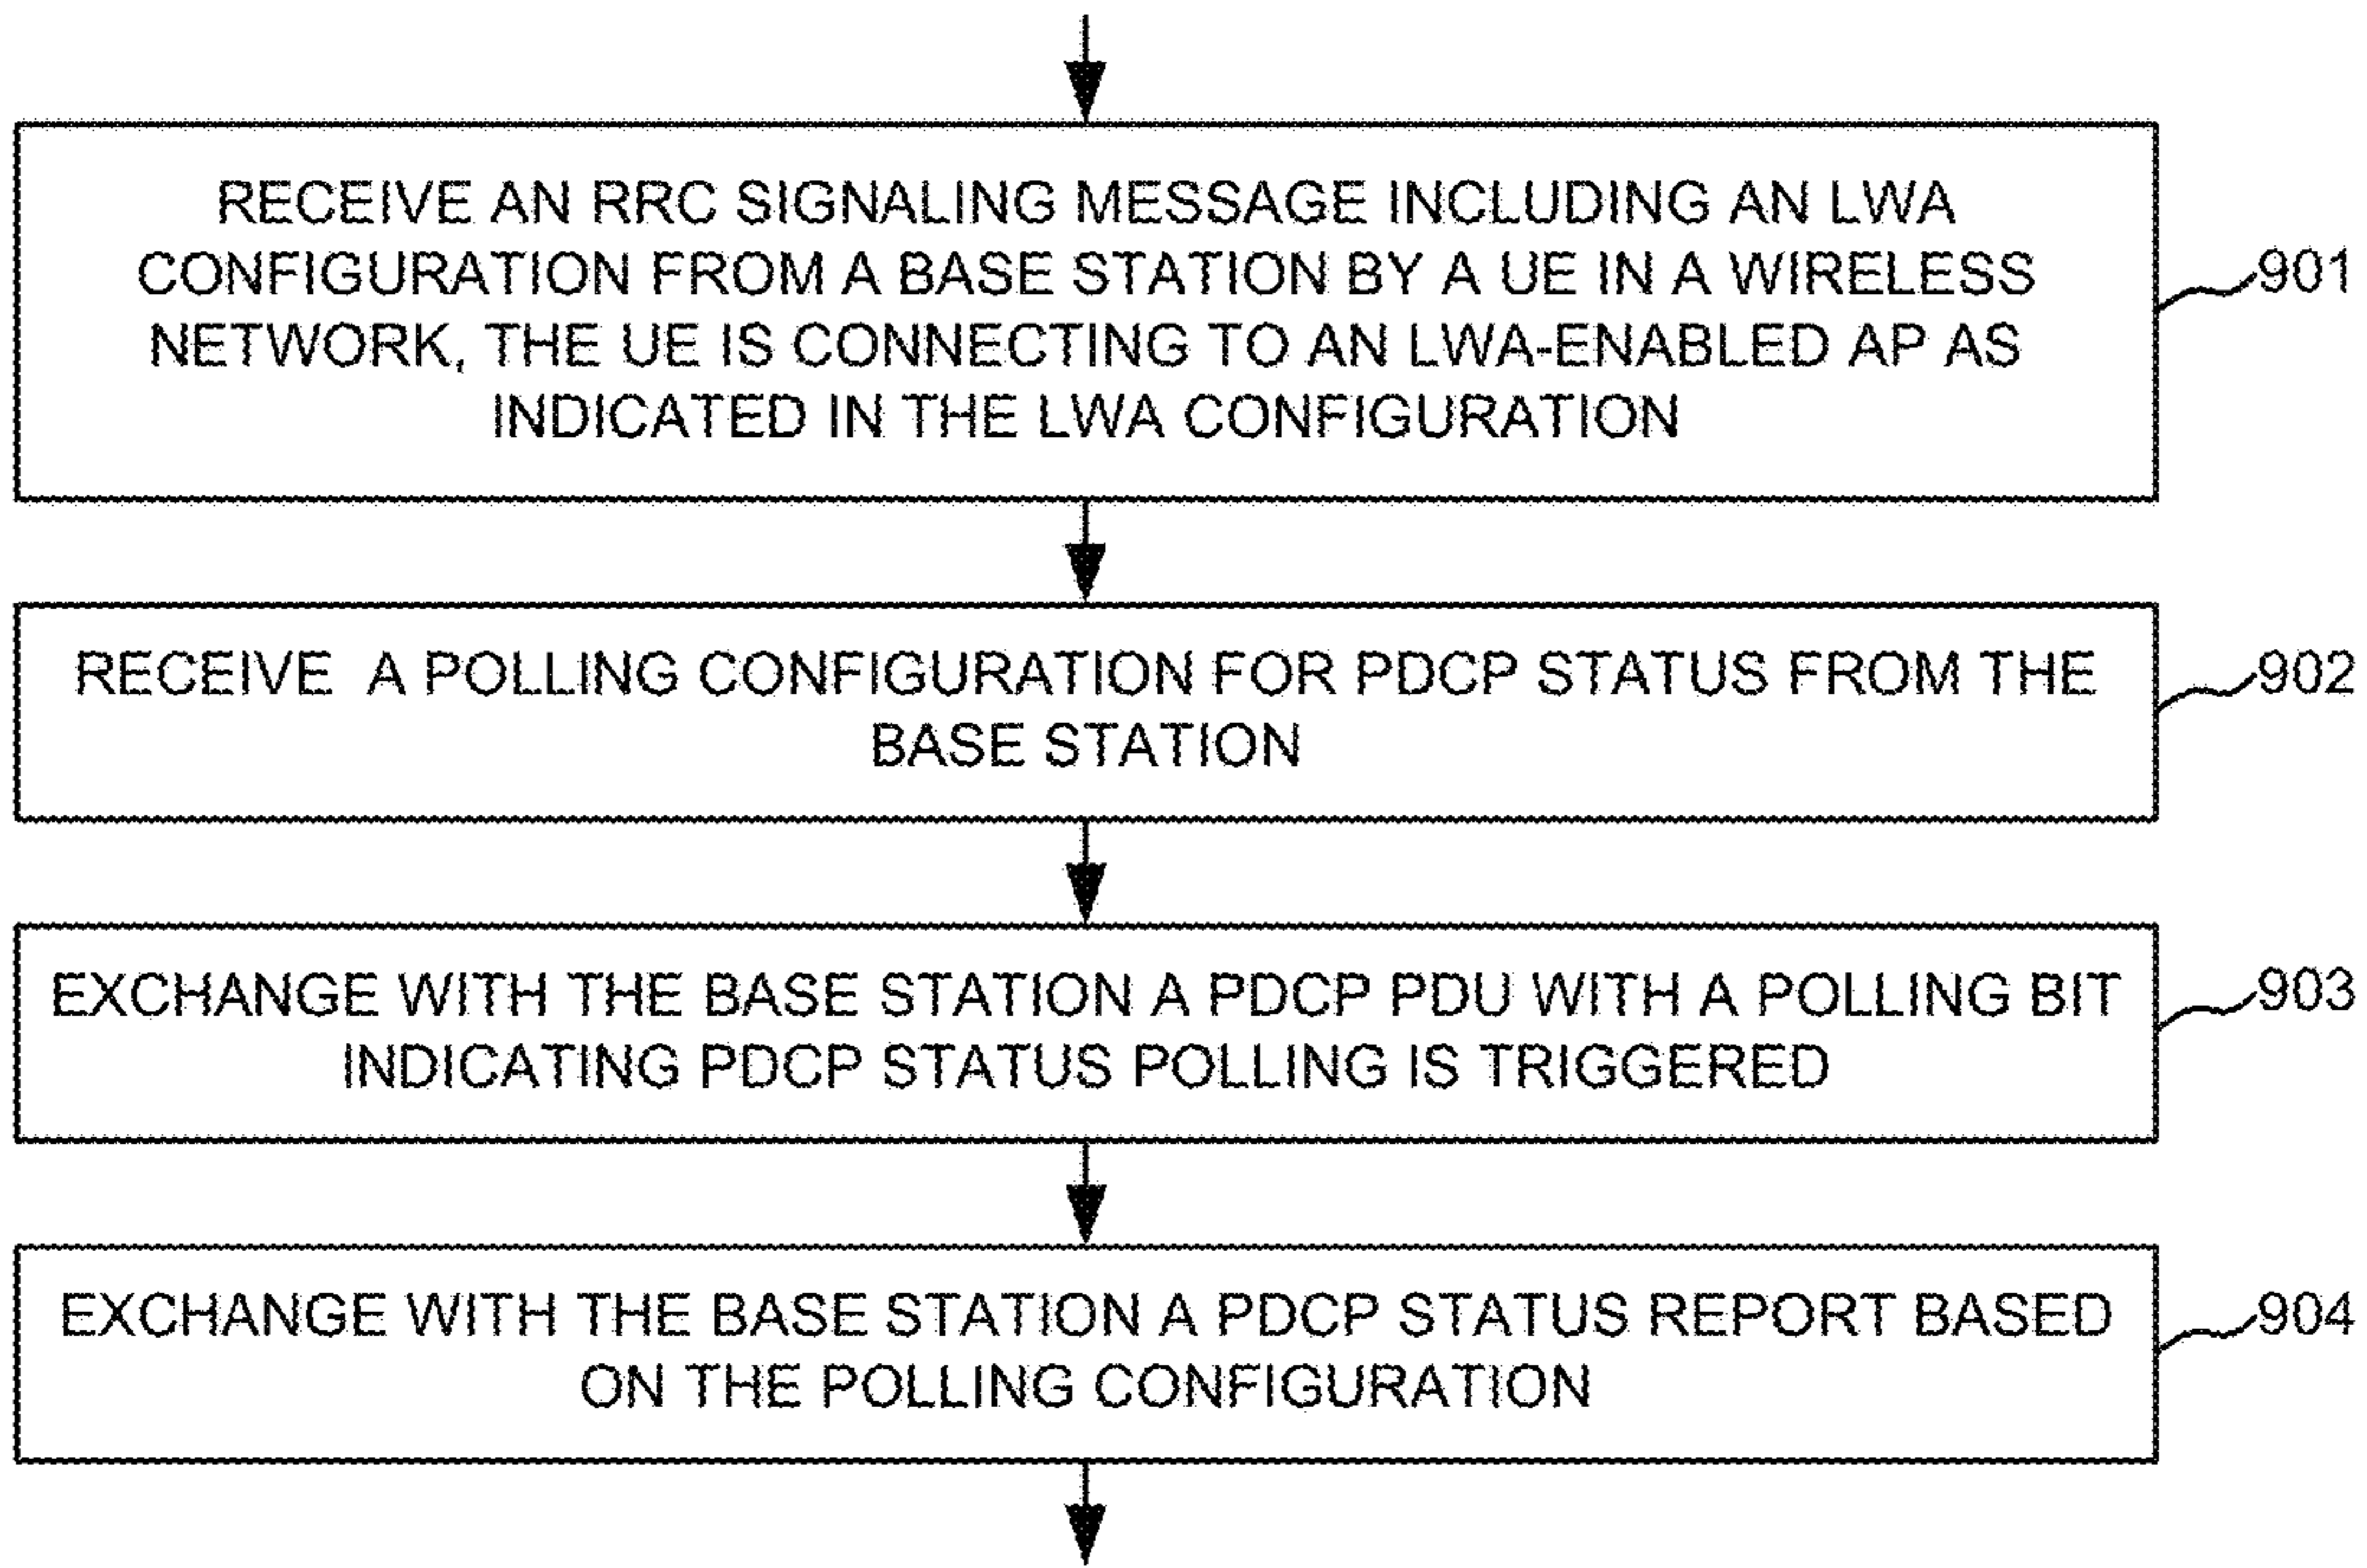 RECEIVE AN RRC SIGNALING MESSAGE INCLUDING AN LWA
CONFIGURATION FROM A BASE STATION BY A UE IN A WIRELESS
NETWORK, THE UE IS CONNECTING TO AN LWA-ENABLED AP AS
INDICATED IN THE LWA CONFIGURATION
901
RECEIVE A POLLING CONFIGURATION FOR PDCP STATUS FROM THE
BASE STATION
902
EXCHANGE WITH THE BASE STATION A PDCP PDU WITH A POLLING BIT
INDICATING PDCP STATUS POLLING IS TRIGGERED
903
EXCHANGE WITH THE BASE STATION A PDCP STATUS REPORT BASED
ON THE POLLING CONFIGURATION
904